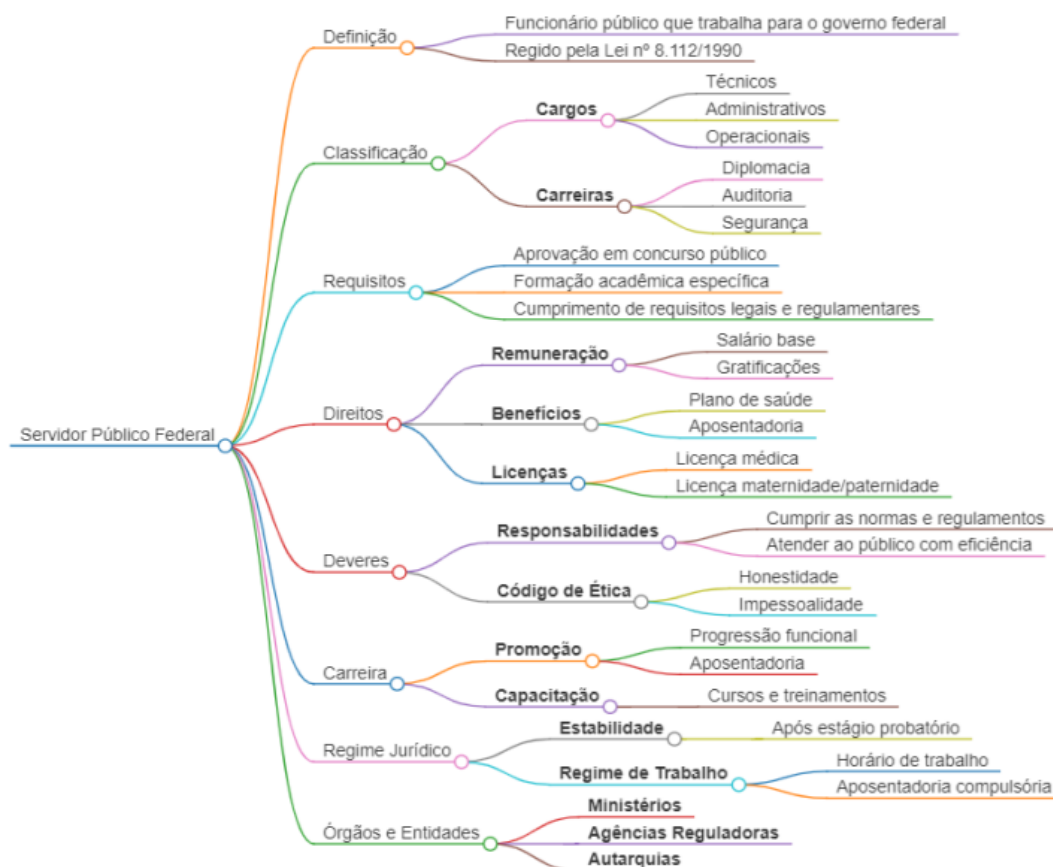 Servidor Público Federal
Definição
Funcionário público que trabalha para o governo federal
Regido pela Lei nº 8.112/1990
Classificação
Cargos
Técnicos
Administrativos
Operacionais
Carreiras
Diplomacia
Auditoria
Segurança
Requisitos
Aprovação em concurso público
Formação acadêmica específica
Cumprimento de requisitos legais e regulamentares
Direitos
Remuneração
Salário base
Gratificações
Benefícios
Plano de saúde
Aposentadoria
Licenças
Licença médica
Licença maternidade/paternidade
Deveres
Responsabilidades
Cumprir as normas e regulamentos
Atender ao público com eficiência
Código de Ética
Honestidade
Impessoalidade
Carreira
Promoção
Progressão funcional
Aposentadoria
Capacitação
Cursos e treinamentos
Regime Jurídico
Estabilidade
Após estágio probatório
Regime de Trabalho
Horário de trabalho
Aposentadoria compulsória
Órgãos e Entidades
Ministérios
Agências Reguladoras
Autarquias